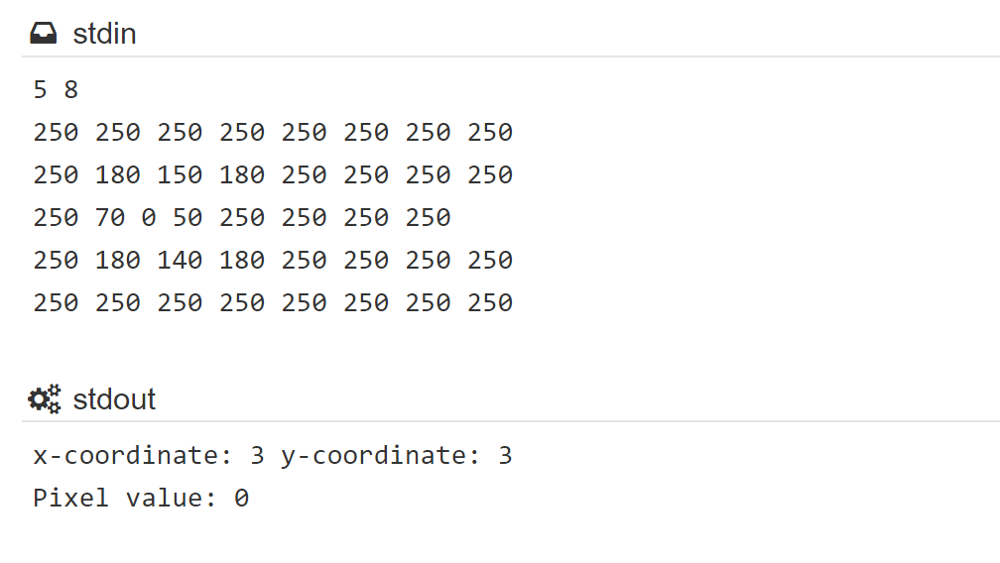 stdin
5 8
250 250 250 250 250 250 250 250
250 180 150 180 250 250 250 250
250 70 0 50 250 250 250 250
250 180 140 180 250 250 250 250
250 250 250 250 250 250 250 250
stdout
x-coordinate: 3 y-coordinate: 3
Pixel value: 0